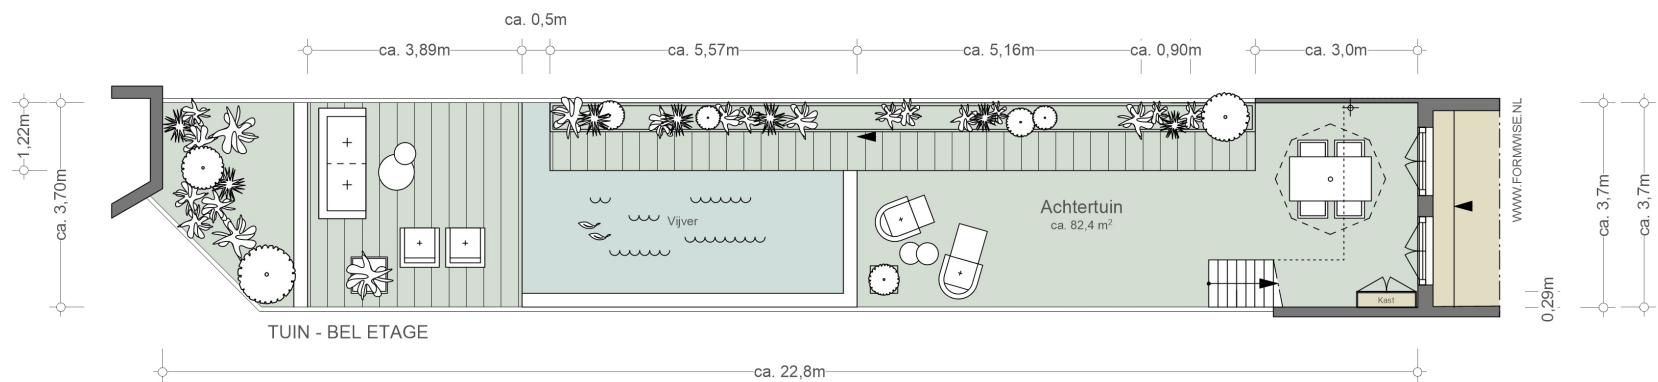 ca. 0,5m
ca. 3,89m
ca. 5,57m
ca. 5,16m
ca. 0,90m
ca. 3,0m
1,22m
ca. 3,70m
Vijver
Achtertuin
ca. 82,4 m²
Kast
WWW.FORMWISE.NL
0,29m
ca. 3,7m
ca. 3,7m
TUIN - BEL ETAGE
ca. 22,8m